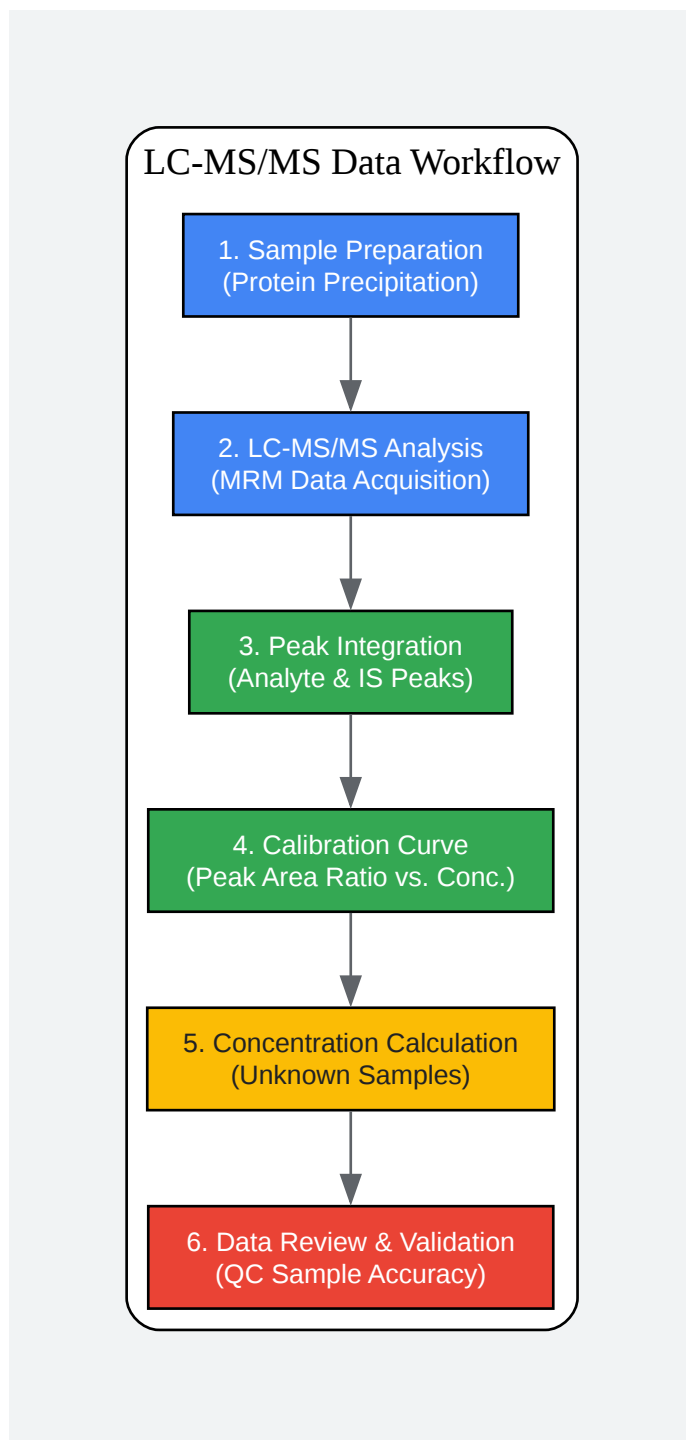 LC-MS/MS Data Workflow
1. Sample Preparation
(Protein Precipitation)
2. LC-MS/MS Analysis
(MRM Data Acquisition)
3. Peak Integration
(Analyte & IS Peaks)
4. Calibration Curve
(Peak Area Ratio vs. Conc.)
5. Concentration Calculation
(Unknown Samples)
6. Data Review & Validation
(QC Sample Accuracy)